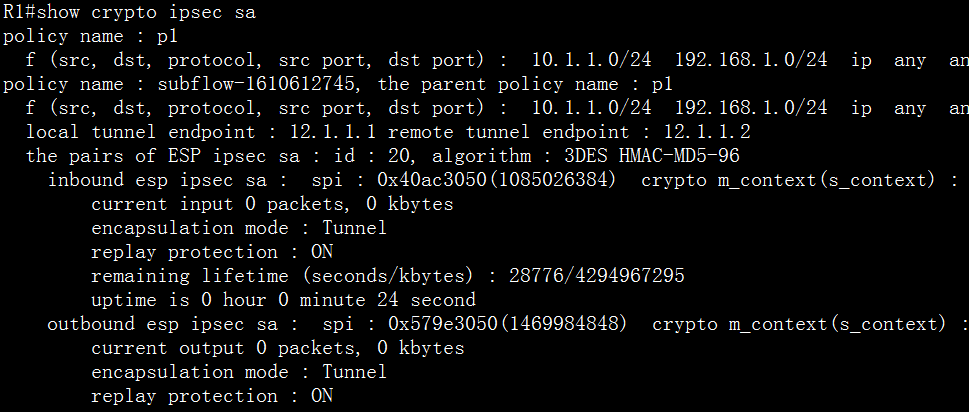 R1#show crypto ipsec sa
policy name : p1
f (src, dst, protocol, src port, dst port) : 10.1.1.0/24 192.168.1.0/24 ip any an
policy name : subflow-1610612745, the parent policy name : p1
f (src, dst, protocol, src port, dst port) : 10.1.1.0/24 192.168.1.0/24 ip any an
local tunnel endpoint : 12.1.1.1 remote tunnel endpoint : 12.1.1.2
the pairs of ESP ipsec sa : id : 20, algorithm : 3DES HMAC-MD5-96
inbound esp ipsec sa : spi : 0x40ac3050(1085026384) crypto m_context(s_context) :
current input 0 packets, 0 kbytes
encapsulation mode : Tunnel
replay protection : ON
remaining lifetime (seconds/kbytes) : 28776/4294967295
uptime is 0 hour 0 minute 24 second
outbound esp ipsec sa : spi : 0x579e3050(1469984848) crypto m_context(s_context) :
current output 0 packets, 0 kbytes
encapsulation mode : Tunnel
replay protection : ON